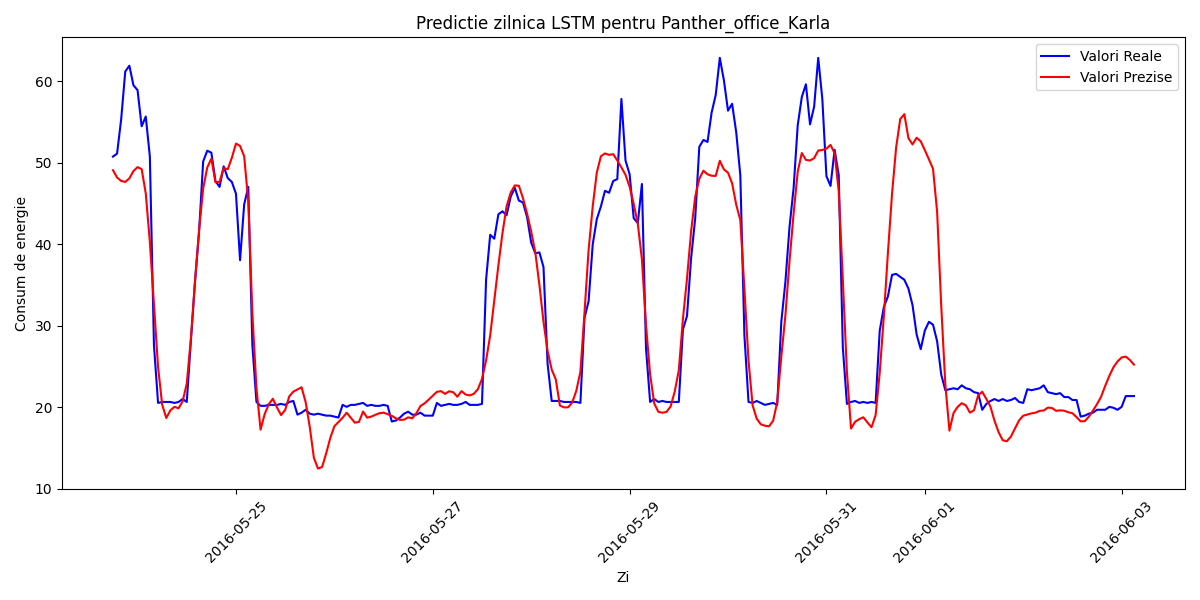 Predictie zilnica LSTM pentru Panther_office_Karla
Valori Reale
Valori Prezise
Consum de energie
60
50
40
30
20
10
2016-05-25
2016-05-27
2016-05-29
2016-05-31
2016-06-01
2016-06-03
Zi